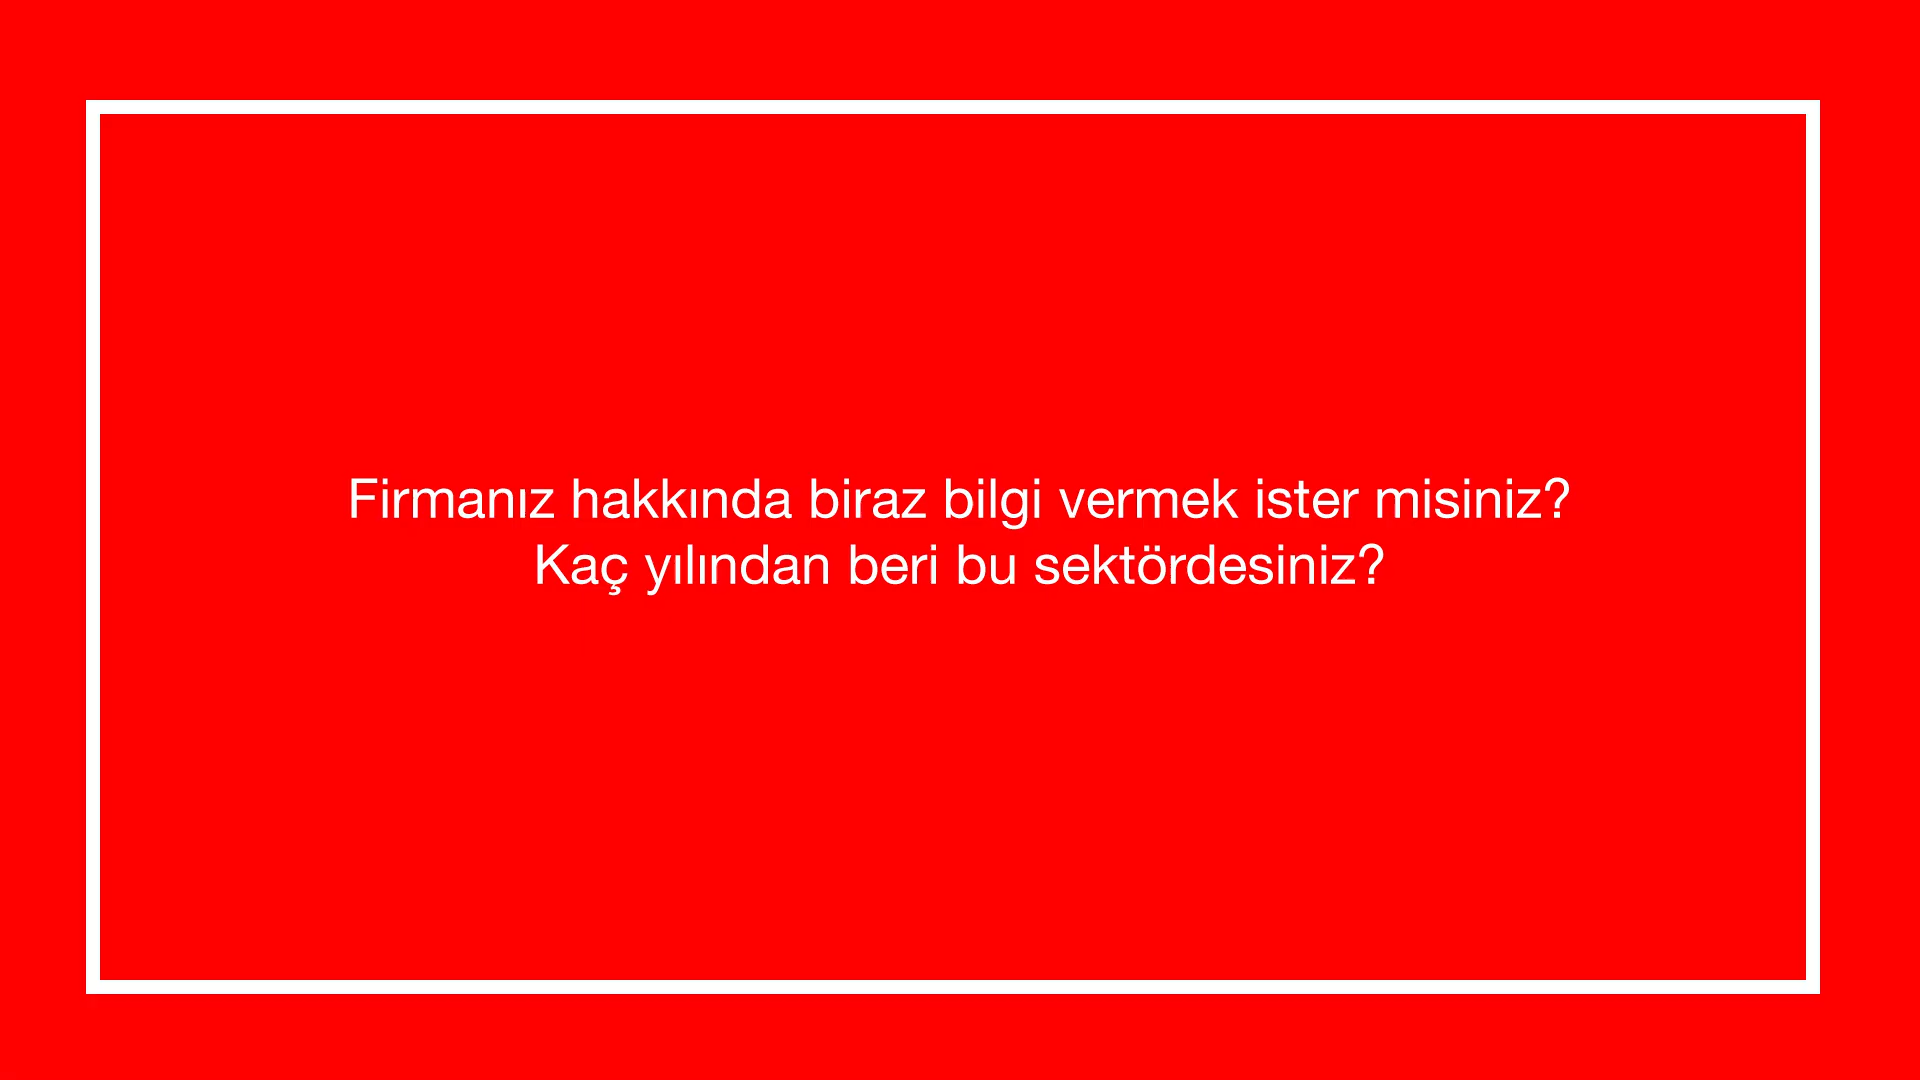 Firmanız hakkında biraz bilgi vermek ister misiniz?
Kaç yılından beri bu sektördesiniz?